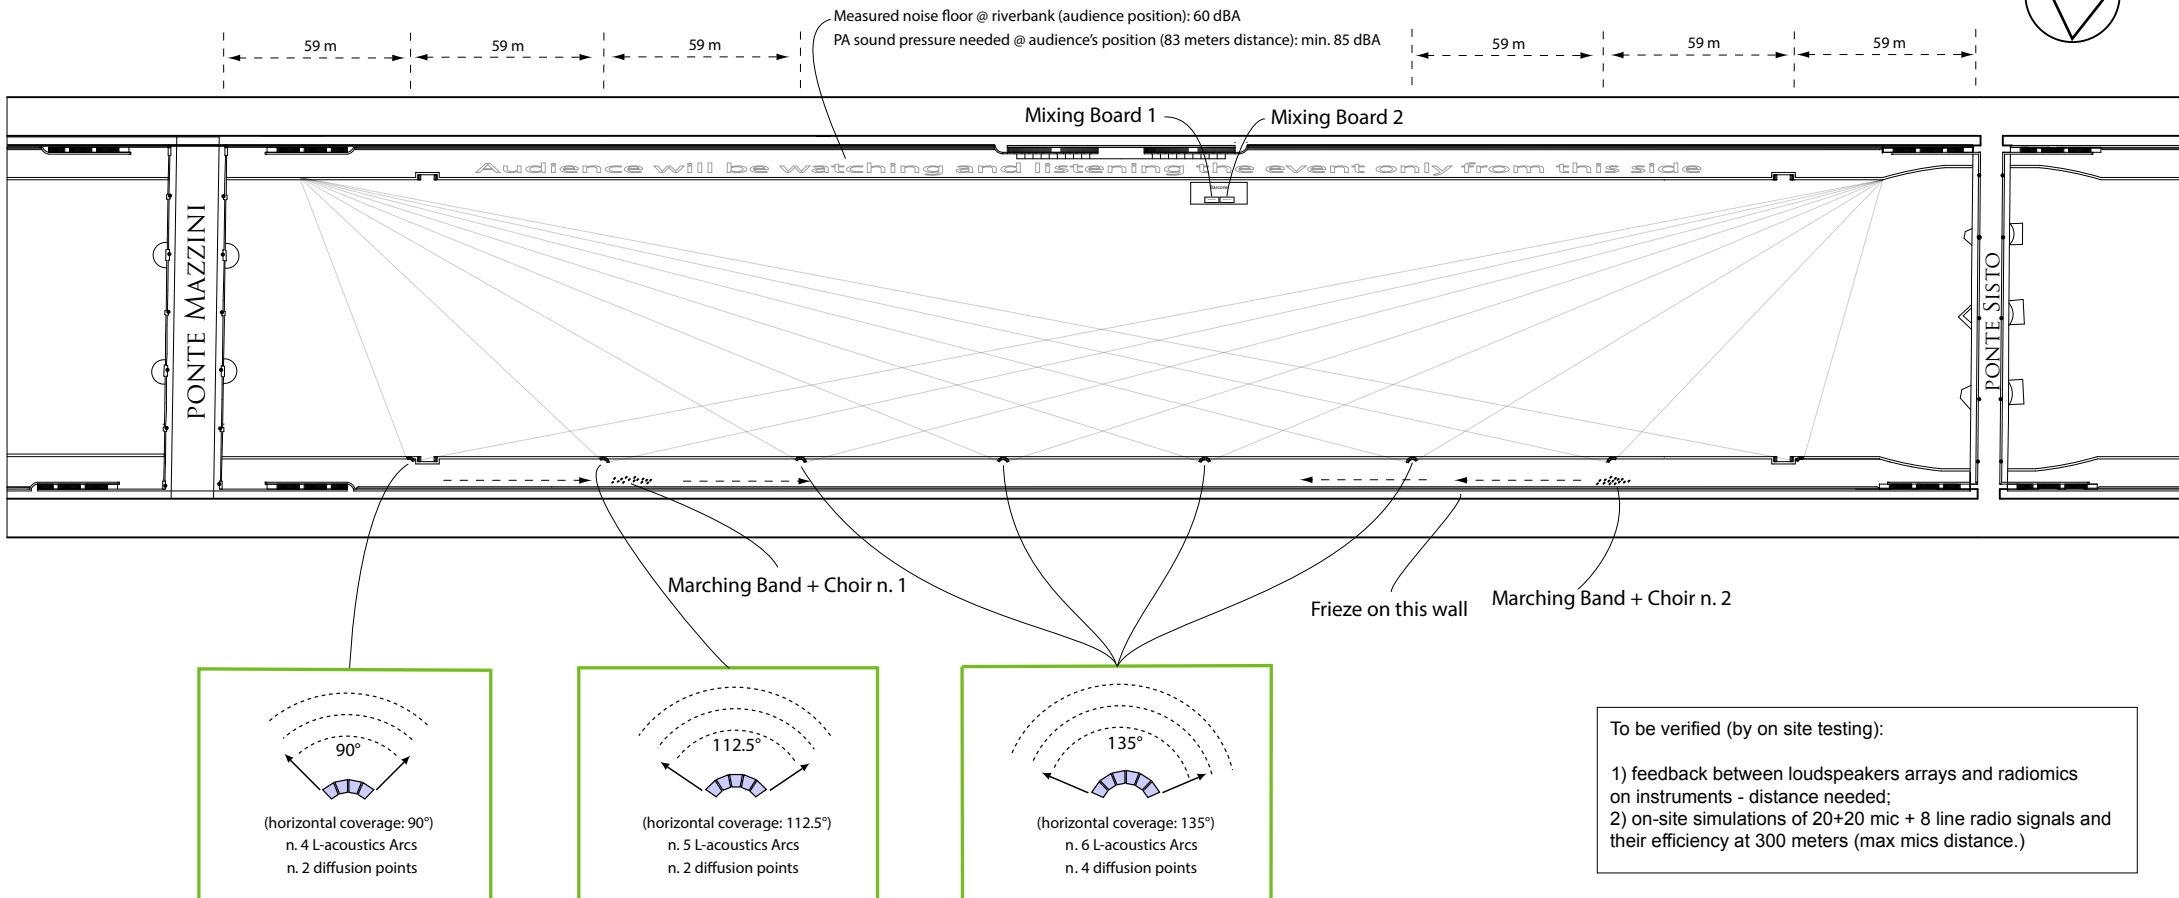 Measured noise floor @ riverbank (audience position): 60 dBA
PA sound pressure needed @ audience's position (83 meters distance): min. 85 dBA
59 m
59 m
59 m
59 m
59 m
59 m
Mixing Board 1
Mixing Board 2
Audience will be watching and listening the event only from this side
PONTE MAZZINI
PONTE SISTO
Marching Band + Choir n. 1
Frieze on this wall
Marching Band + Choir n. 2
90°
(horizontal coverage: 90°)
n. 4 L-acoustics Arcs
n. 2 diffusion points
112.5°
(horizontal coverage: 112.5°)
n. 5 L-acoustics Arcs
n. 2 diffusion points
135°
(horizontal coverage: 135°)
n. 6 L-acoustics Arcs
n. 4 diffusion points
To be verified (by on site testing):
1) feedback between loudspeakers arrays and radiomics
on instruments - distance needed;
2) on-site simulations of 20+20 mic + 8 line radio signals and
their efficiency at 300 meters (max mics distance.)